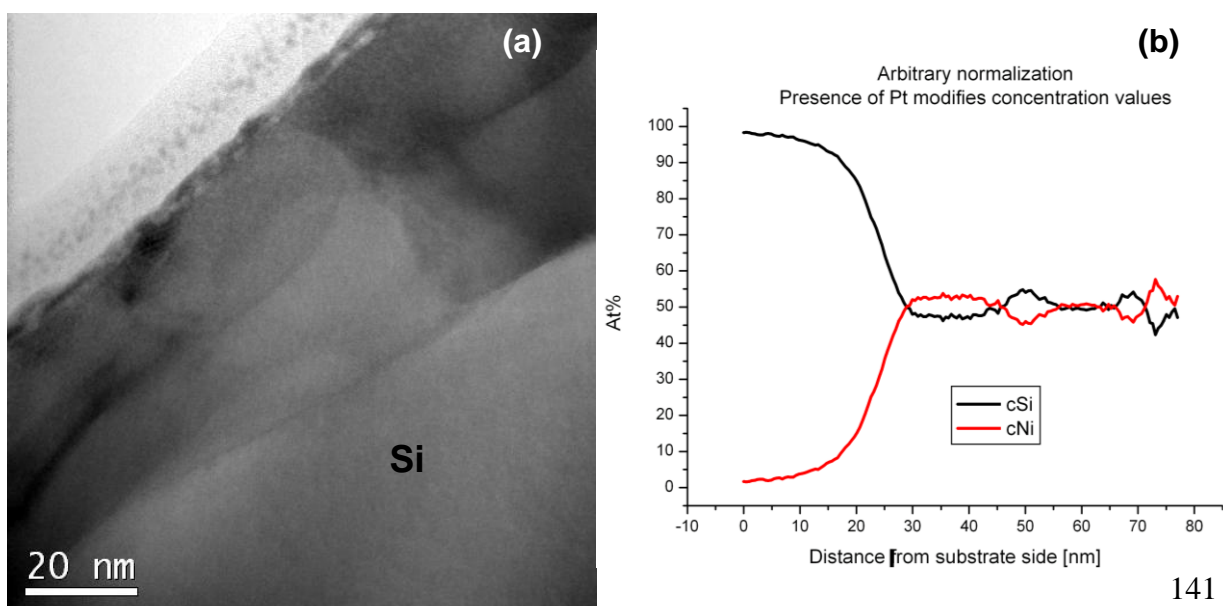 (a)
Si
20 nm
(b)
Arbitrary normalization
Presence of Pt modifies concentration values
100
90
80
70
60
50
40
30
20
10
0
At%
cSi
cNi
-10 0 10 20 30 40 50 60 70 80
Distance from substrate side [nm]
141